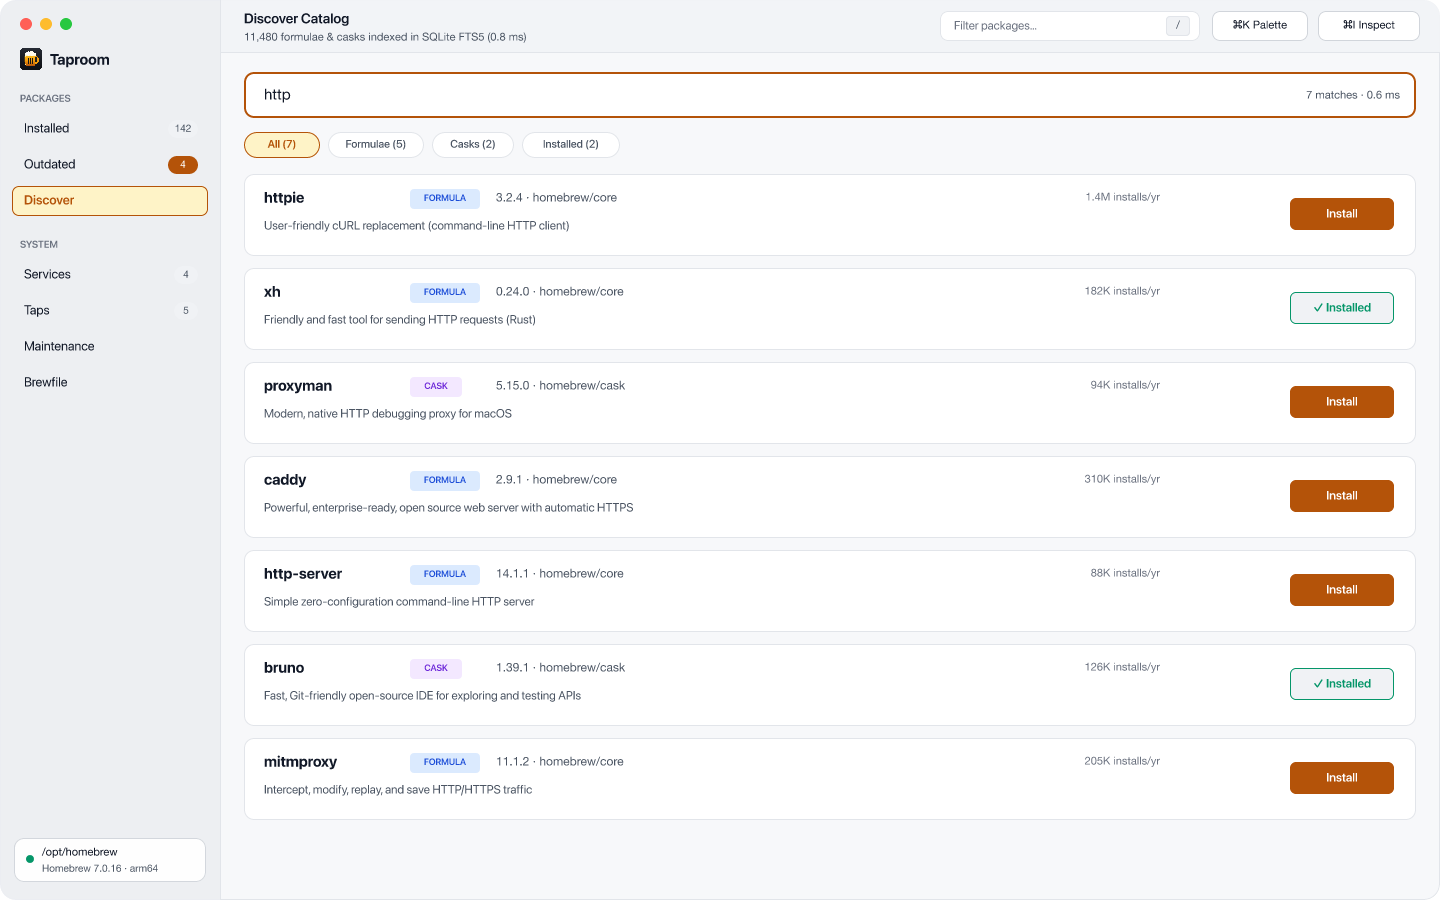 Taproom
PACKAGES
Installed 142
Outdated 4
Discover
SYSTEM
Services 4
Taps 5
Maintenance
Brewfile
/opt/homebrew
Homebrew 7.0.16 · arm64
Discover Catalog
11,480 formulae & casks indexed in SQLite FTS5 (0.8 ms)
Filter packages... /
⌘K Palette
⌘I Inspect
http
7 matches · 0.6 ms
All (7)
Formulae (5)
Casks (2)
Installed (2)
httpie FORMULA 3.2.4 · homebrew/core 1.4M installs/yr
User-friendly cURL replacement (command-line HTTP client)
Install
xh FORMULA 0.24.0 · homebrew/core 182K installs/yr
Friendly and fast tool for sending HTTP requests (Rust)
✓ Installed
proxyman CASK 5.15.0 · homebrew/cask 94K installs/yr
Modern, native HTTP debugging proxy for macOS
Install
caddy FORMULA 2.9.1 · homebrew/core 310K installs/yr
Powerful, enterprise-ready, open source web server with automatic HTTPS
Install
http-server FORMULA 14.1.1 · homebrew/core 88K installs/yr
Simple zero-configuration command-line HTTP server
Install
bruno CASK 1.39.1 · homebrew/cask 126K installs/yr
Fast, Git-friendly open-source IDE for exploring and testing APIs
✓ Installed
mitmproxy FORMULA 11.1.2 · homebrew/core 205K installs/yr
Intercept, modify, replay, and save HTTP/HTTPS traffic
Install